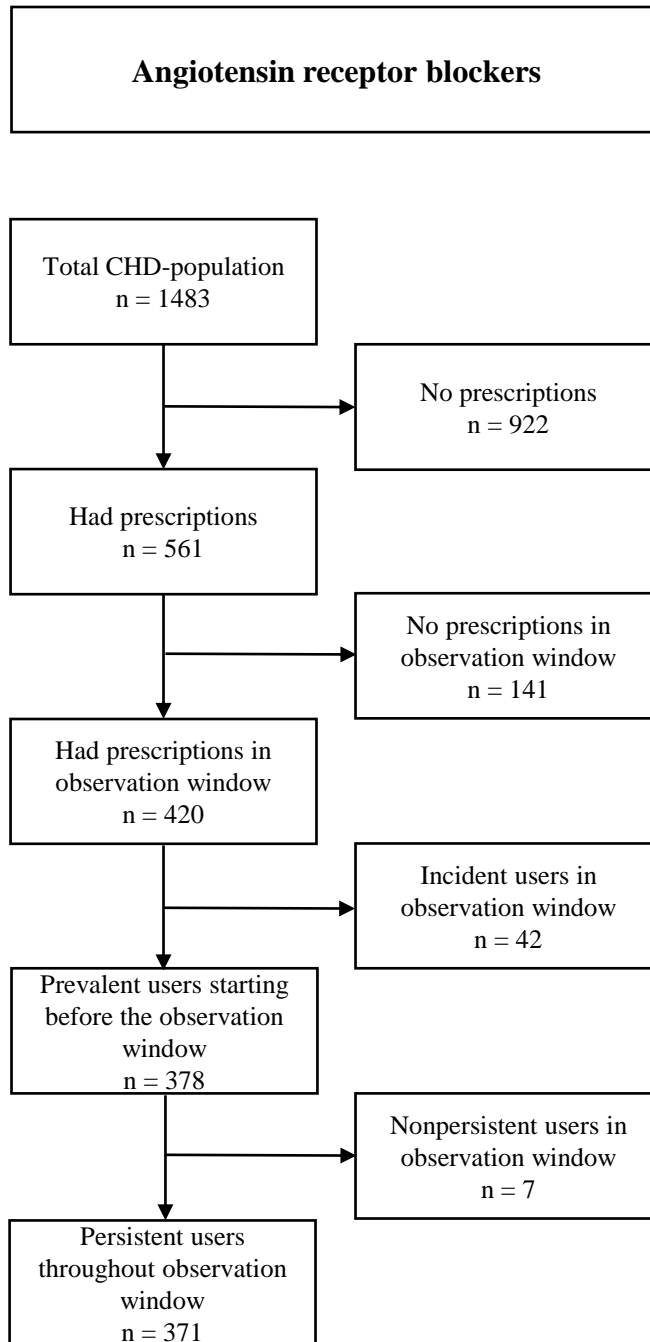 Angiotensin receptor blockers
Total CHD-population
n = 1483
No prescriptions
n = 922
Had prescriptions
n = 561
No prescriptions in
observation window
n = 141
Had prescriptions in
observation window
n = 420
Incident users in
observation window
n = 42
Prevalent users starting
before the observation
window
n = 378
Nonpersistent users in
observation window
n = 7
Persistent users
throughout observation
window
n = 371